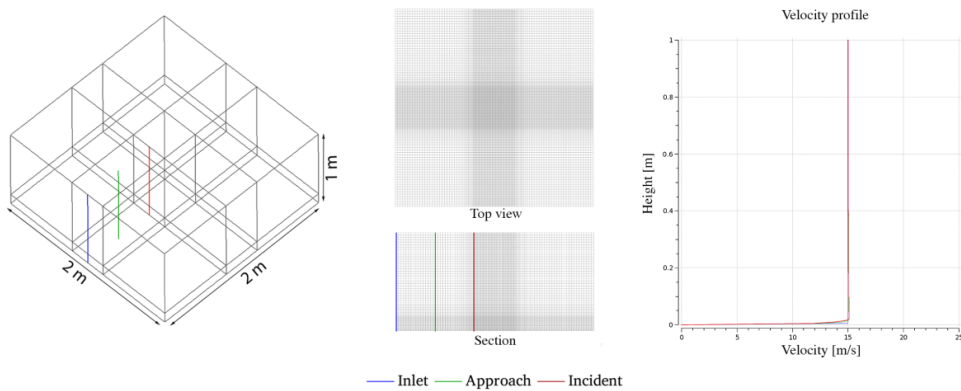 2 m
2 m
1 m
Top view
Section
Velocity profile
Height [m]
1
0.8
0.6
0.4
0.2
0
0
5
10
15
20
25
Velocity [m/s]
Inlet
Approach
Incident